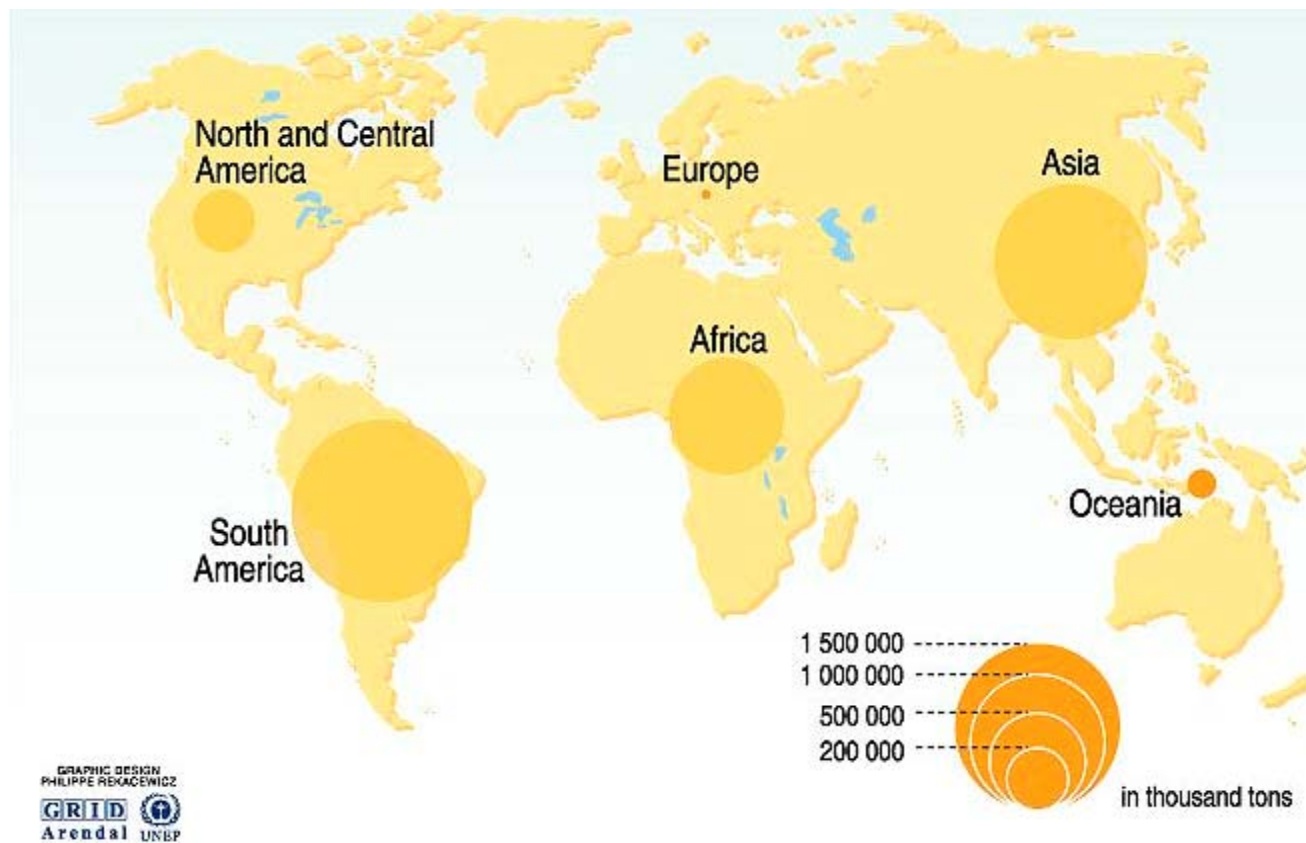 North and Central
America
Europe
Asia
Africa
South
America
Oceania
1 500 000
1 000 000
500 000
200 000
in thousand tons
GRAPHIC DESIGN
PHILIPPE REKACEWICZ
GRID
Arendal
UNEP